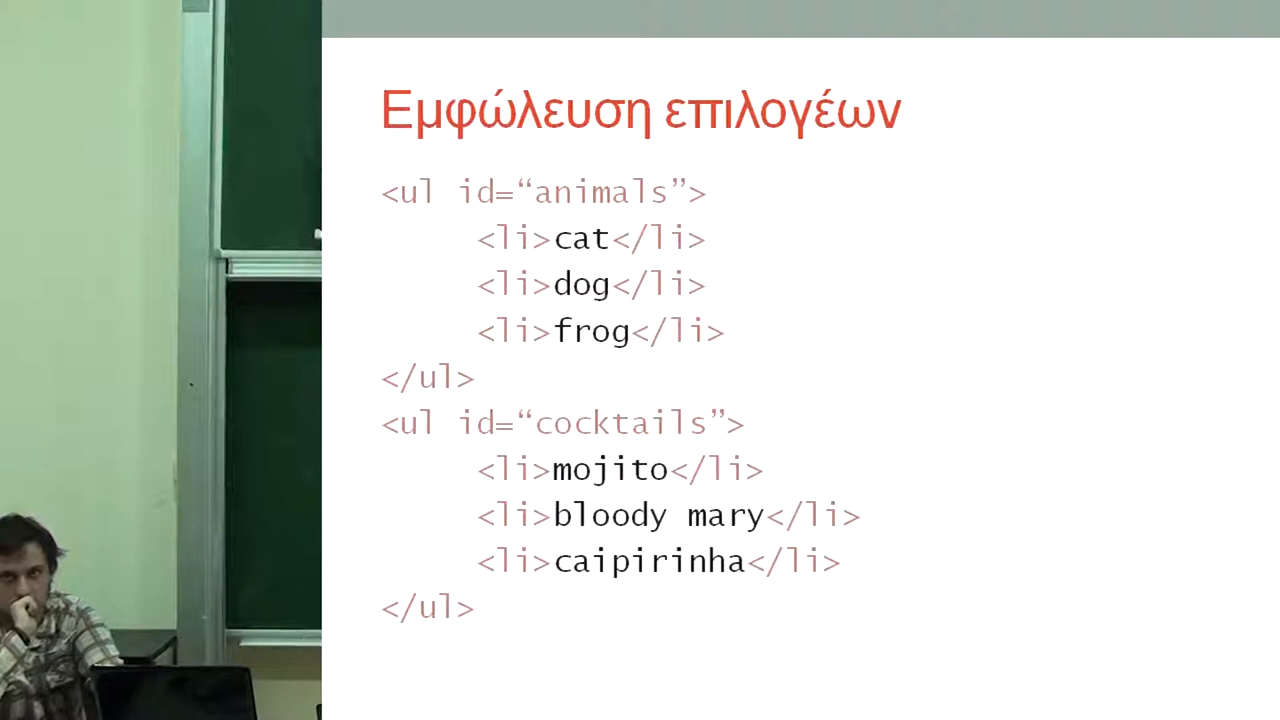 Εμφώλευση επιλογέων
<ul id=“animals”>
<li>cat</li>
<li>dog</li>
<li>frog</li>
</ul>
<ul id=“cocktails”>
<li>mojito</li>
<li>bloody mary</li>
<li>caipirinha</li>
</ul>